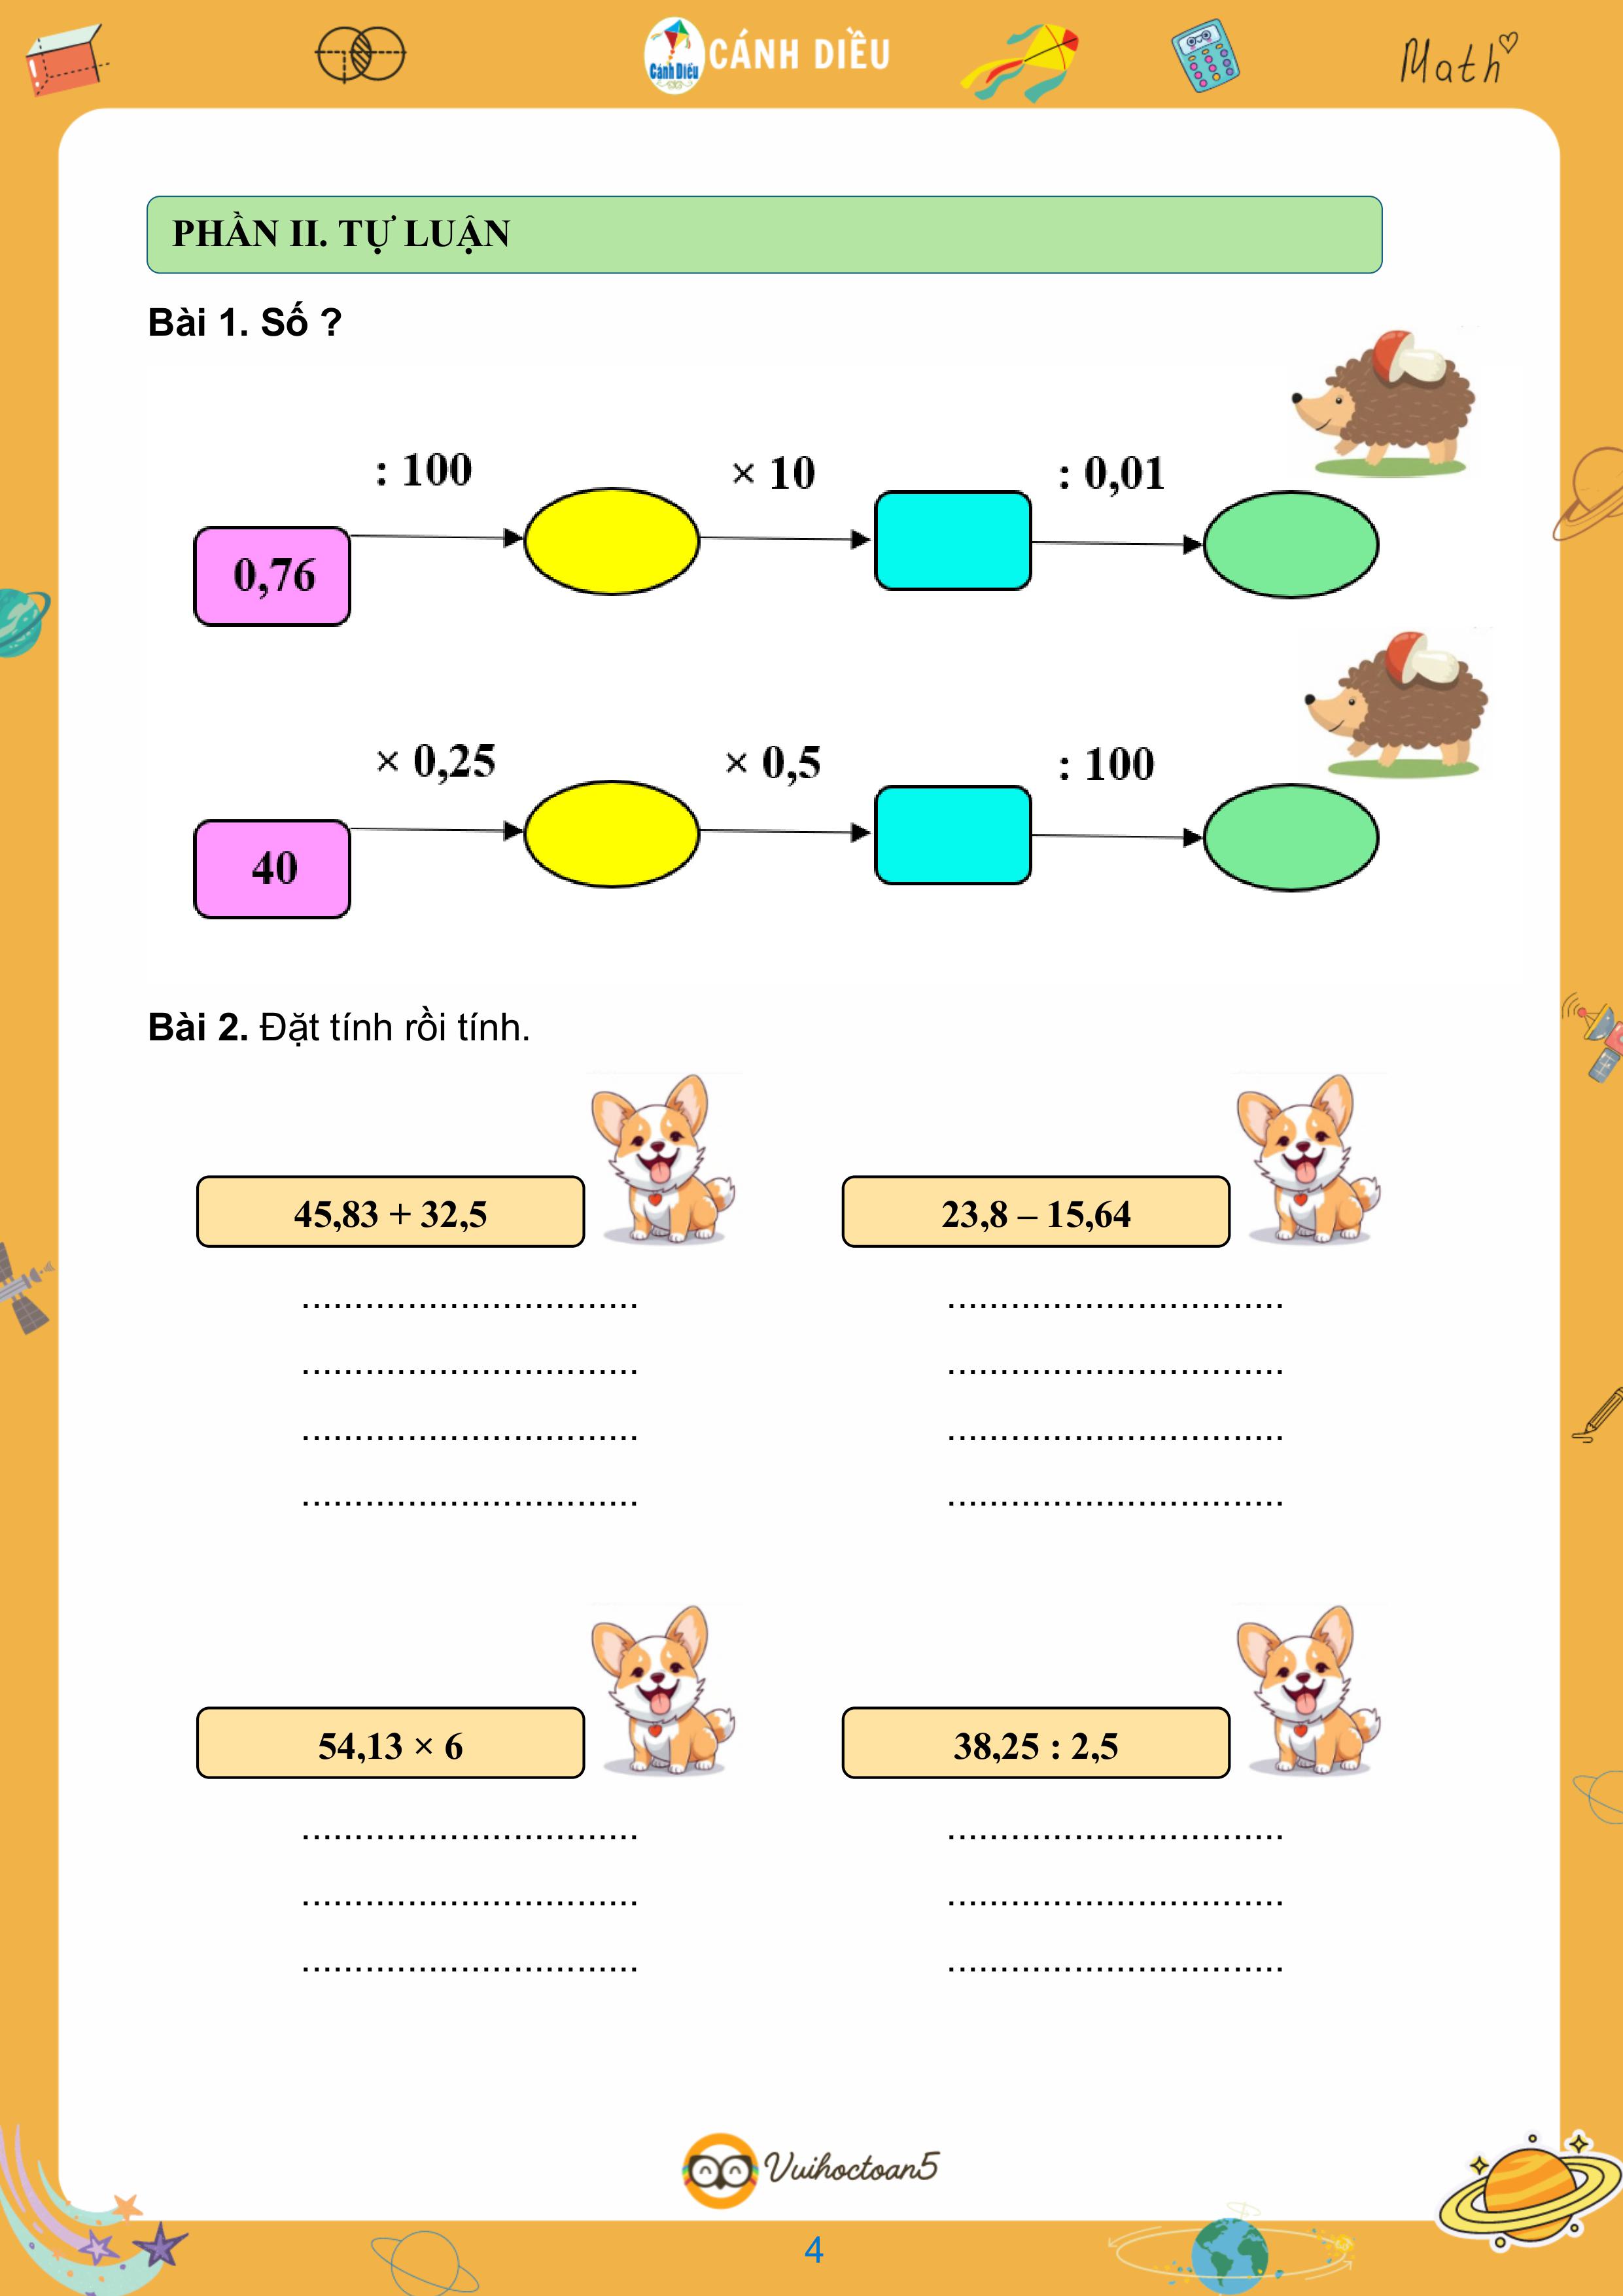 Cánh Diều
CÁNH DIỀU
Math
PHẦN II. TỰ LUẬN
Bài 1. Số ?
: 100 × 10 : 0,01
0,76
× 0,25 × 0,5 : 100
40
Bài 2. Đặt tính rồi tính.
45,83 + 32,5 23,8 – 15,64
................................ ................................
................................ ................................
................................ ................................
................................ ................................
54,13 × 6 38,25 : 2,5
................................ ................................
................................ ................................
................................ ................................
Vuihoctoan5
4